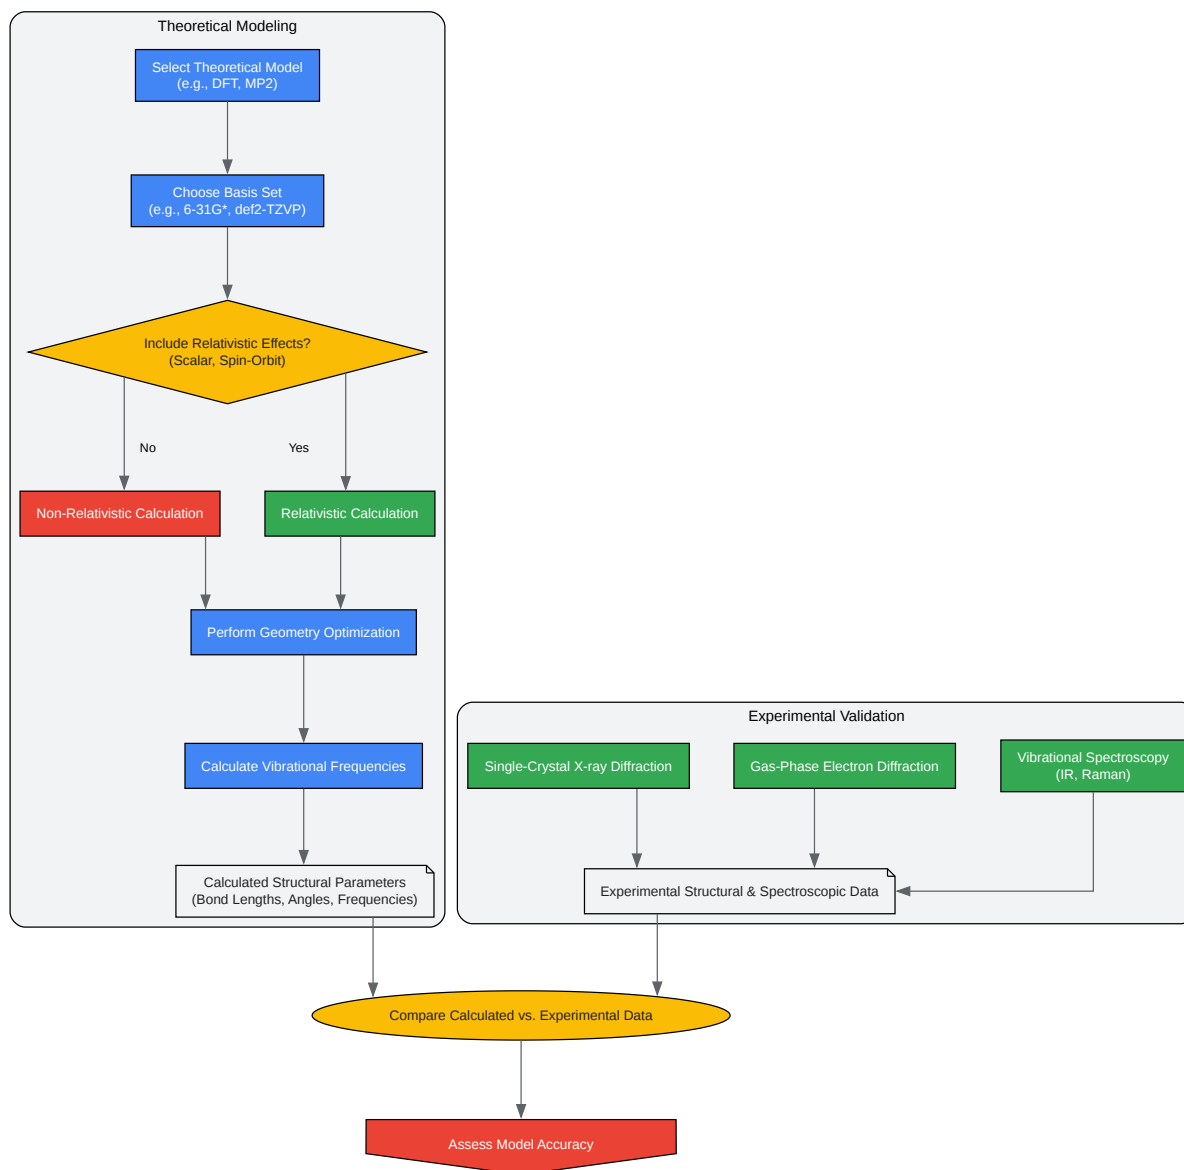 Theoretical Modeling
Select Theoretical Model
(e.g., DFT, MP2)
Choose Basis Set
(e.g., 6-31G*, def2-TZVP)
Include Relativistic Effects?
(Scalar, Spin-Orbit)
No
Yes
Non-Relativistic Calculation
Relativistic Calculation
Perform Geometry Optimization
Calculate Vibrational Frequencies
Calculated Structural Parameters
(Bond Lengths, Angles, Frequencies)
Experimental Validation
Single-Crystal X-ray Diffraction
Gas-Phase Electron Diffraction
Vibrational Spectroscopy
(IR, Raman)
Experimental Structural & Spectroscopic Data
Compare Calculated vs. Experimental Data
Assess Model Accuracy